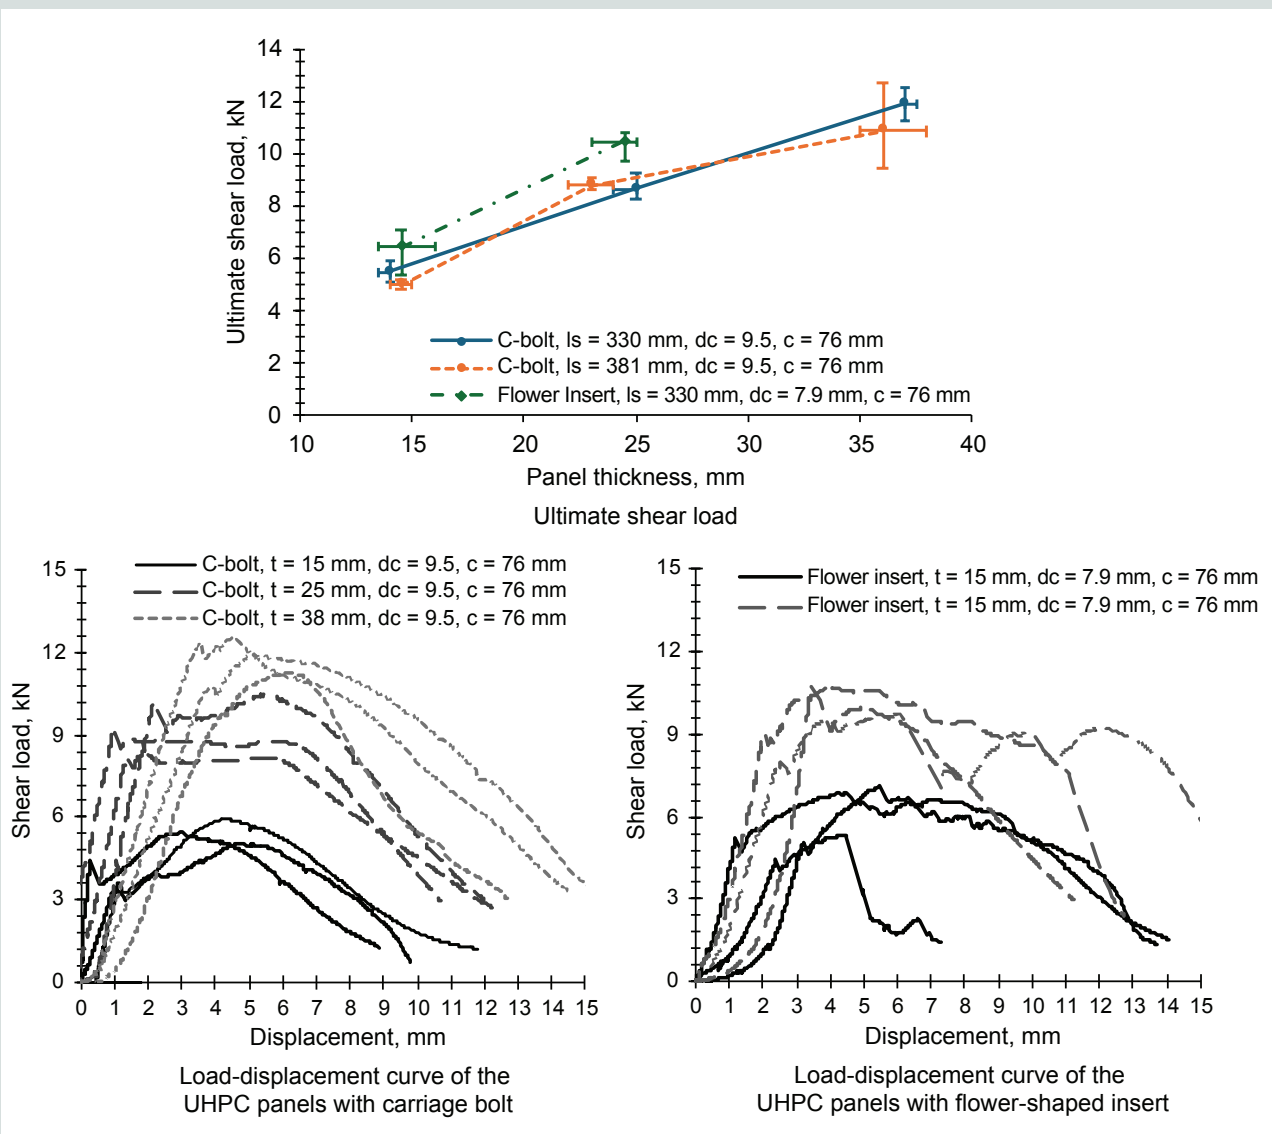 14
12
10
8
6
4
2
0
Ultimate shear load, kN
C-bolt, ls = 330 mm, dc = 9.5, c = 76 mm
C-bolt, ls = 381 mm, dc = 9.5, c = 76 mm
Flower Insert, ls = 330 mm, dc = 7.9 mm, c = 76 mm
10 15 20 25 30 35 40
Panel thickness, mm
Ultimate shear load
C-bolt, t = 15 mm, dc = 9.5, c = 76 mm
C-bolt, t = 25 mm, dc = 9.5, c = 76 mm
C-bolt, t = 38 mm, dc = 9.5, c = 76 mm
15
12
9
6
3
0
Shear load, kN
0 1 2 3 4 5 6 7 8 9 10 11 12 13 14 15
Displacement, mm
Load-displacement curve of the
UHPC panels with carriage bolt
Flower insert, t = 15 mm, dc = 7.9 mm, c = 76 mm
Flower insert, t = 15 mm, dc = 7.9 mm, c = 76 mm
15
12
9
6
3
0
Shear load, kN
0 1 2 3 4 5 6 7 8 9 10 11 12 13 14 15
Displacement, mm
Load-displacement curve of the
UHPC panels with flower-shaped insert